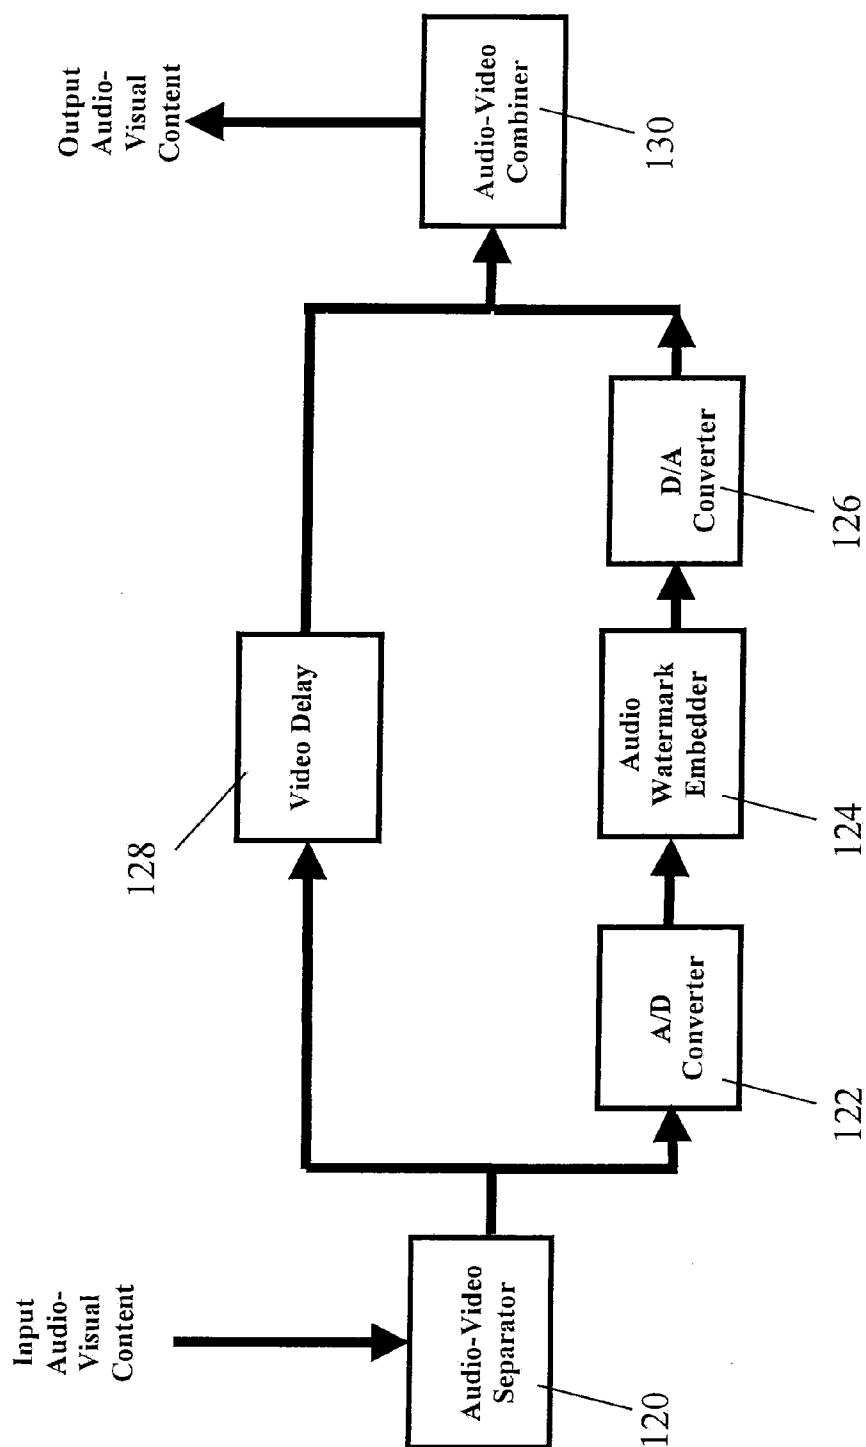 Input
Audio-
Visual
Content
Audio-Video
Separator
120
128
Video Delay
A/D
Converter
122
Audio
Watermark
Embedder
124
D/A
Converter
126
Audio-Video
Combiner
130
Output
Audio-
Visual
Content